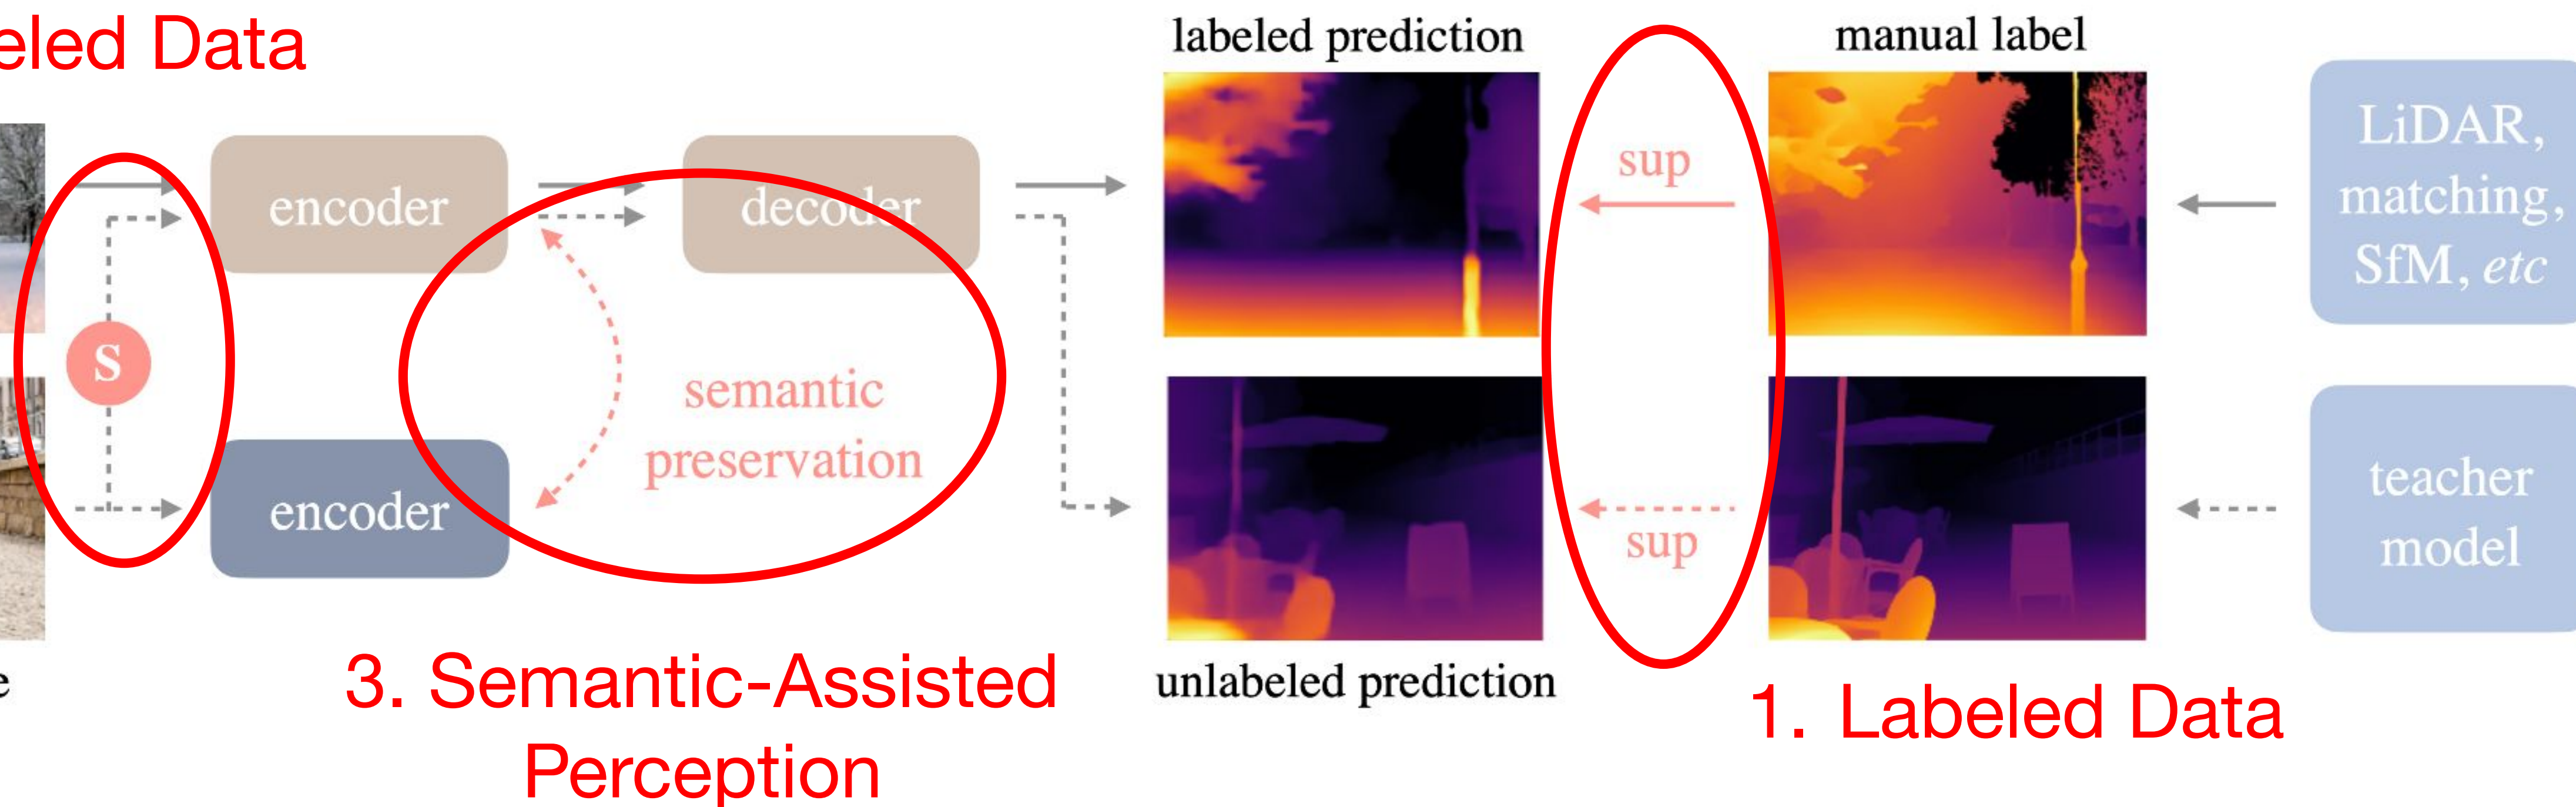 eled Data
labeled prediction
manual label
encoder
decoder
sup
LiDAR,
matching,
SfM, etc
S
semantic
preservation
encoder
sup
teacher
model
e
3. Semantic-Assisted
Perception
unlabeled prediction
1. Labeled Data